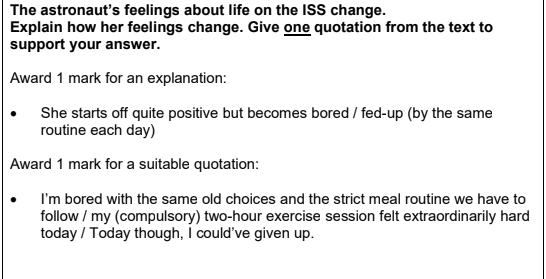 The astronaut's feelings about life on the ISS change.
Explain how her feelings change. Give one quotation from the text to
support your answer.
Award 1 mark for an explanation:
• She starts off quite positive but becomes bored / fed-up (by the same
routine each day)
Award 1 mark for a suitable quotation:
• I'm bored with the same old choices and the strict meal routine we have to
follow / my (compulsory) two-hour exercise session felt extraordinarily hard
today / Today though, I could've given up.